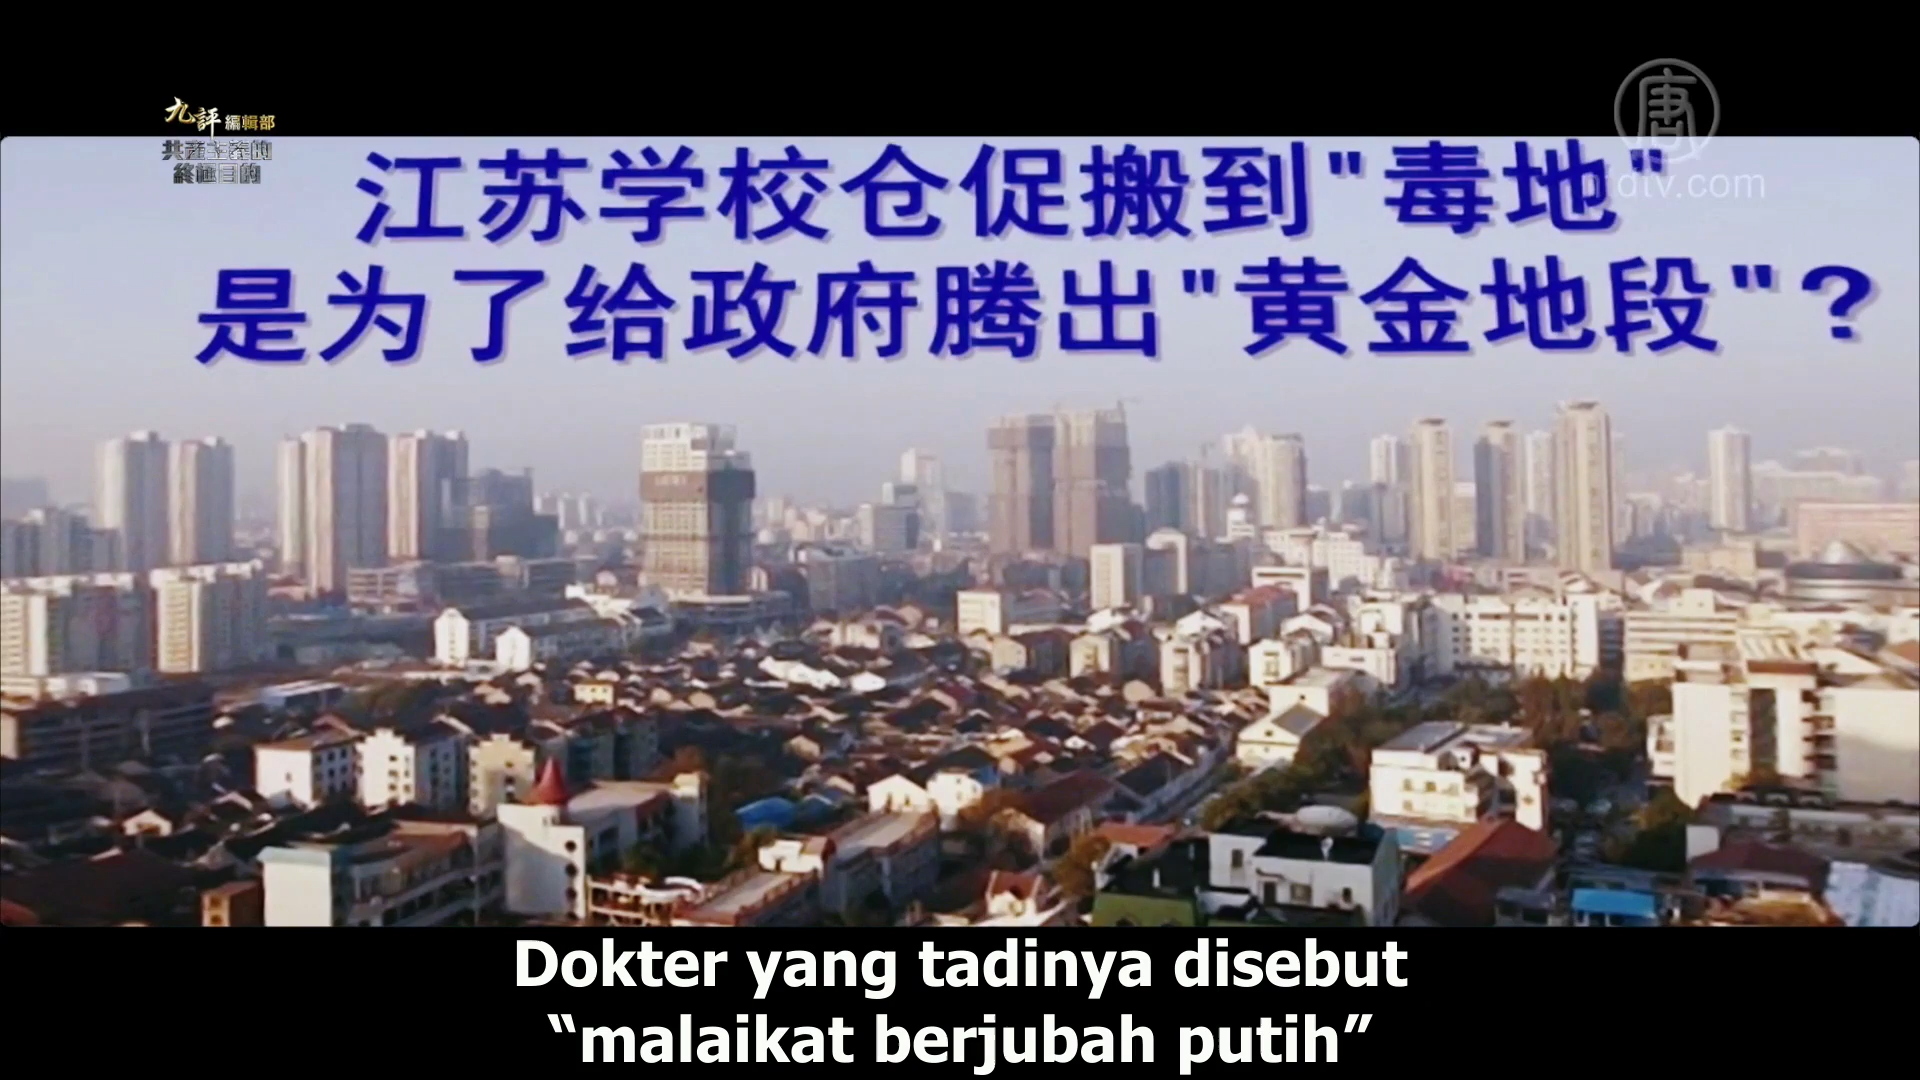 九評編輯部
共產主義的
終極目的
唐
ntdtv.com
江苏学校仓促搬到"毒地"
是为了给政府腾出"黄金地段"?
Dokter yang tadinya disebut
“malaikat berjubah putih”